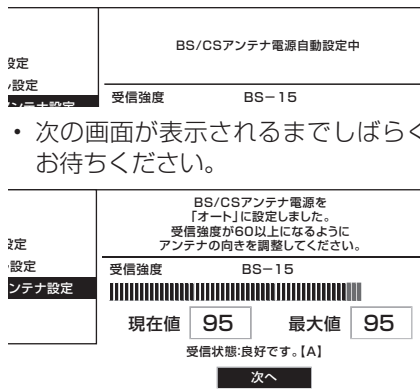 BS/CSアンテナ電源自動設定中
設定
設定
アンテナ設定
受信強度 BS−15
• 次の画面が表示されるまでしばらく
お待ちください。
BS/CSアンテナ電源を
「オート」に設定しました。
受信強度が60以上になるように
アンテナの向きを調整してください。
設定
設定
ンテナ設定
受信強度 BS−15
現在値 95 最大値 95
受信状態:良好です。【A】
次へ